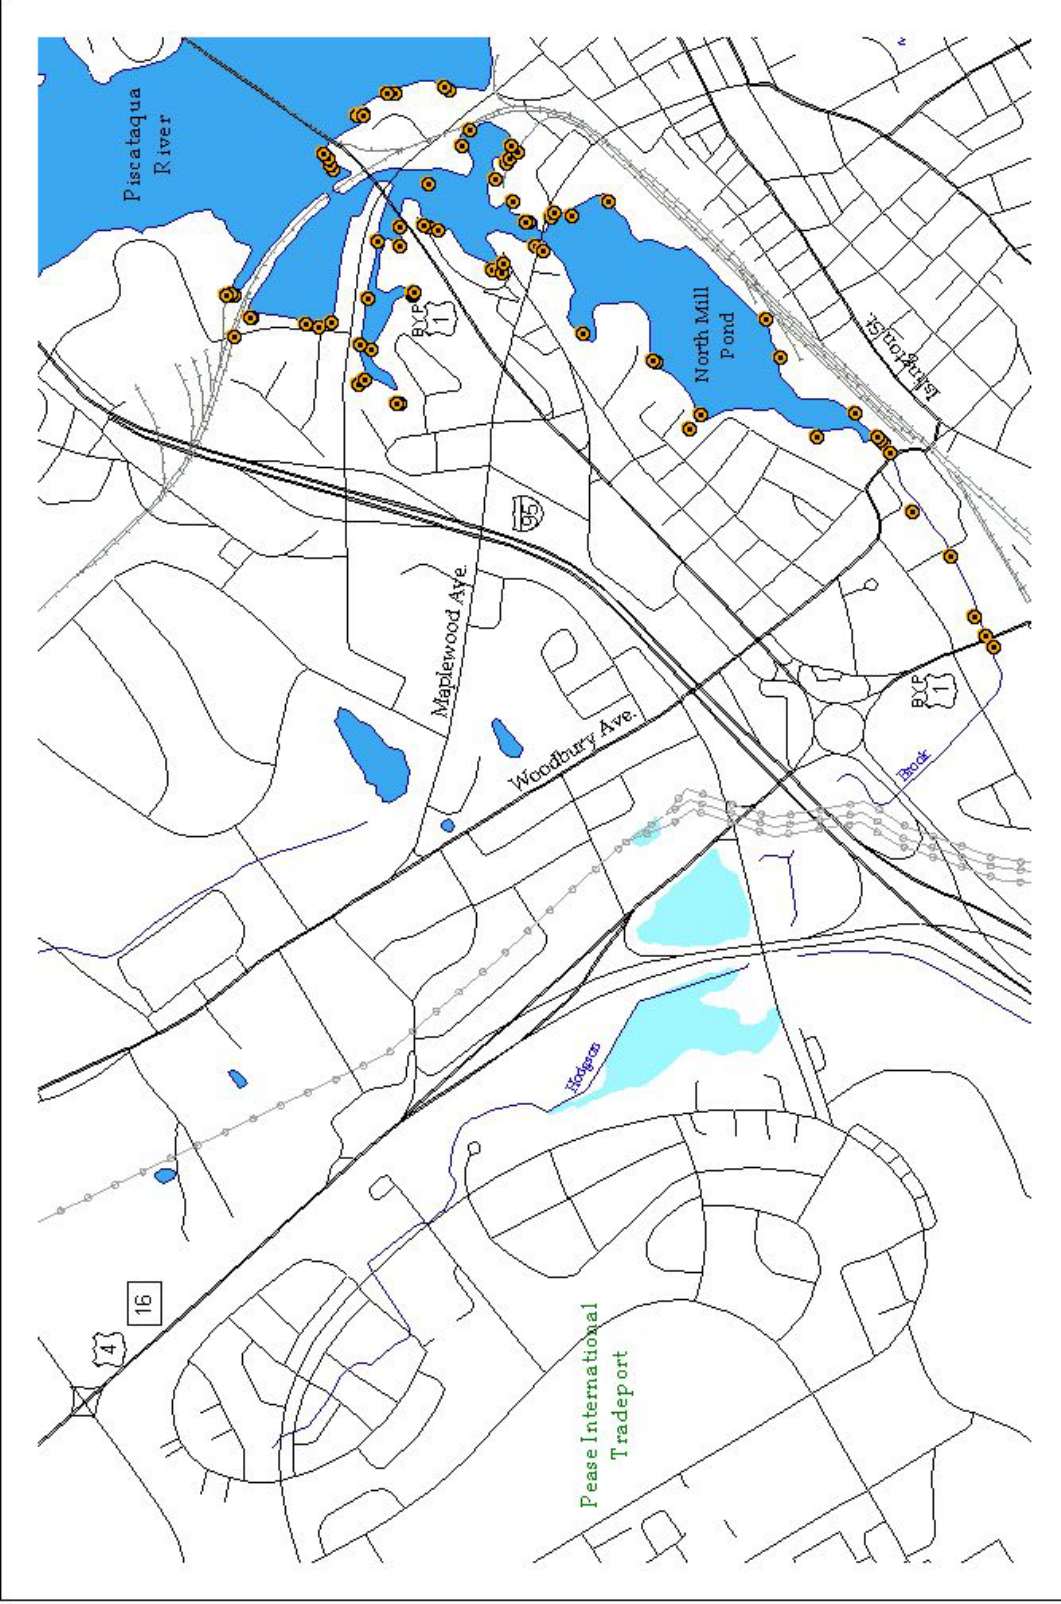 Piscataqua
River
BYP
1
North Mill
Pond
Islington St.
95
Maplewood Ave.
Woodbury Ave.
BYP
1
Brook
Hodgson
16
4
Pease International
Tradeport